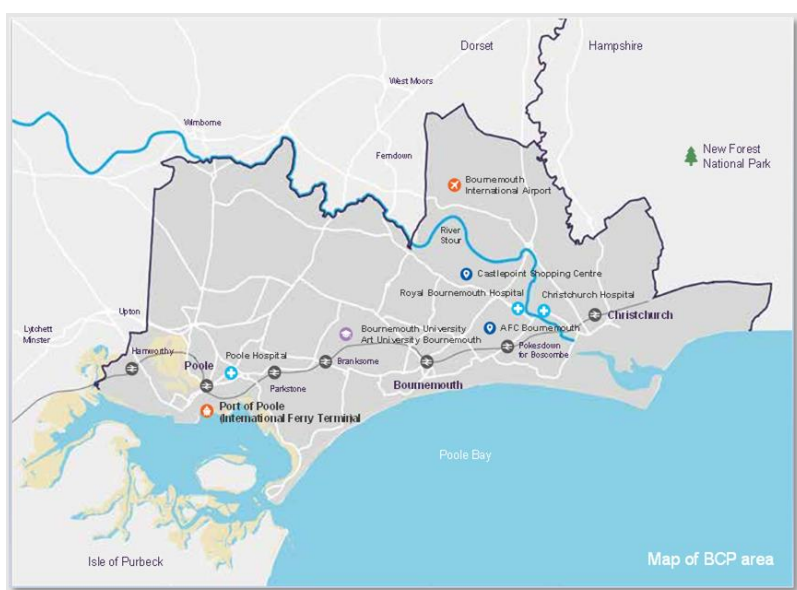 Dorset
Hampshire
West Moors
Wimborne
Ferndown
New Forest
National Park
Bournemouth
International Airport
River
Stour
Castlepoint Shopping Centre
Royal Bournemouth Hospital
Christchurch Hospital
Upton
Christchurch
Lytchett
Minster
Bournemouth University
Art University Bournemouth
AFC Bournemouth
Hamworthy
Poole Hospital
Pokesdown
for Boscombe
Poole
Branksome
Parkstone
Bournemouth
Port of Poole
(International Ferry Terminal)
Poole Bay
Isle of Purbeck
Map of BCP area